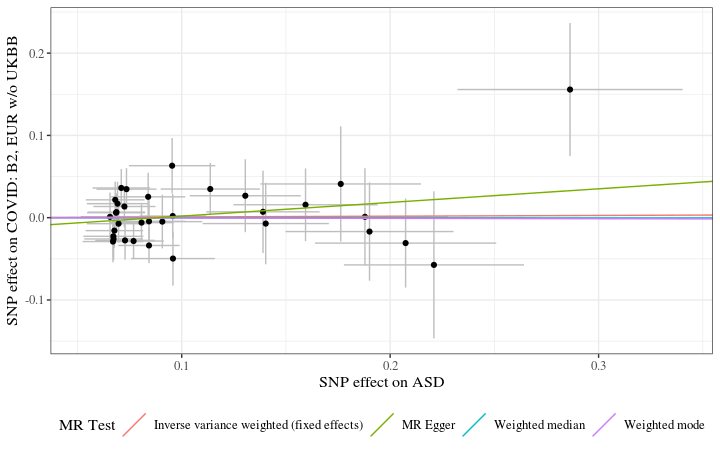 SNP effect on COVID: B2, EUR w/o UKBB
0.2
0.1
0.0
-0.1
0.1 0.2 0.3
SNP effect on ASD
MR Test Inverse variance weighted (fixed effects) MR Egger Weighted median Weighted mode